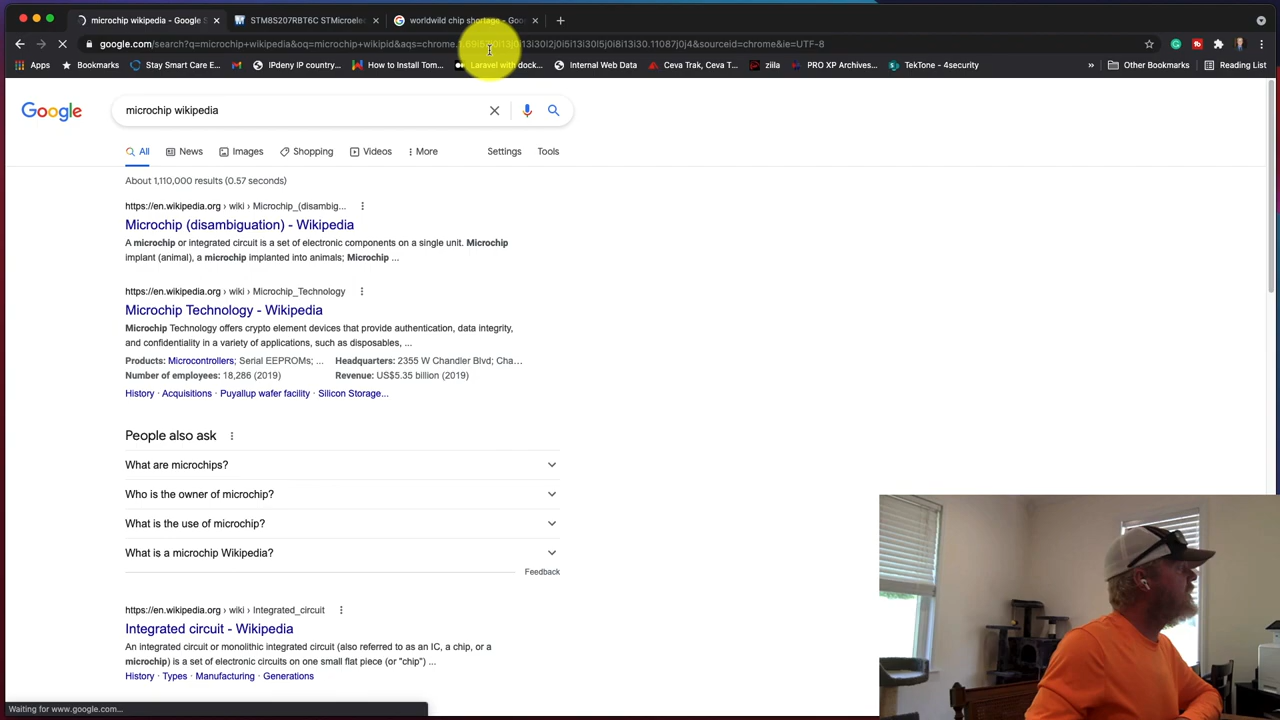 microchip wikipedia - Goog
STM8S207RBT6C STMicroelec
worldwild chip shortage - Goo
google.com/search?q=microchip+wikipedia&oq=microchip+wikipid&aqs=chrome.1.69i57j0i13j0i13i30l2j0i5i13i30l5j0i8i13i30.11087j0j4&sourceid=chrome&ie=UTF-8
Apps
Bookmarks
Stay Smart Care E...
IPdeny IP country...
How to Install Tom...
Laravel with dock...
Internal Web Data
Ceva Trak, Ceva T...
ziila
PRO XP Archives...
TekTone - 4security
Other Bookmarks
Reading List
Google
microchip wikipedia
All
News
Images
Shopping
Videos
More
Settings
Tools
About 1,110,000 results (0.57 seconds)
https://en.wikipedia.org › wiki › Microchip_(disambig...
Microchip (disambiguation) - Wikipedia
A microchip or integrated circuit is a set of electronic components on a single unit. Microchip
implant (animal), a microchip implanted into animals; Microchip ...
https://en.wikipedia.org › wiki › Microchip_Technology
Microchip Technology - Wikipedia
Microchip Technology offers crypto element devices that provide authentication, data integrity,
and confidentiality in a variety of applications, such as disposables, ...
Products: Microcontrollers; Serial EEPROMs; ... Headquarters: 2355 W Chandler Blvd; Cha...
Number of employees: 18,286 (2019) Revenue: US$5.35 billion (2019)
History · Acquisitions · Puyallup wafer facility · Silicon Storage...
People also ask
What are microchips?
Who is the owner of microchip?
What is the use of microchip?
What is a microchip Wikipedia?
Feedback
https://en.wikipedia.org › wiki › Integrated_circuit
Integrated circuit - Wikipedia
An integrated circuit or monolithic integrated circuit (also referred to as an IC, a chip, or a
microchip) is a set of electronic circuits on one small flat piece (or "chip") ...
History · Types · Manufacturing · Generations
Waiting for www.google.com...